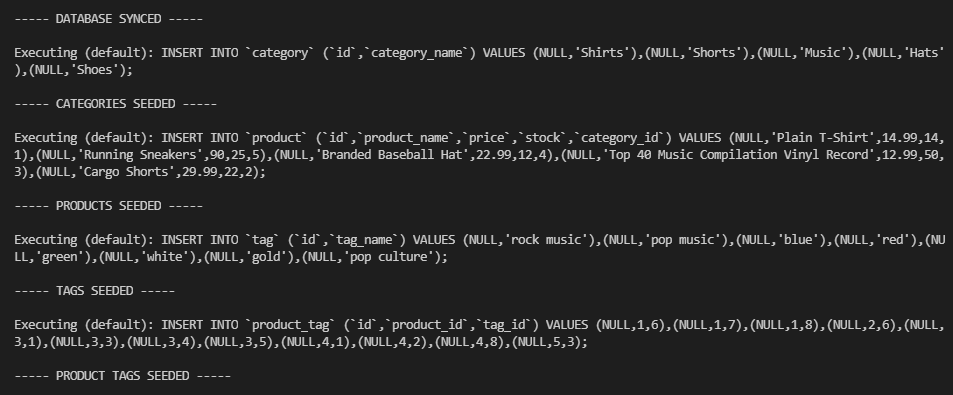 ----- DATABASE SYNCED -----
Executing (default): INSERT INTO `category` (`id`,`category_name`) VALUES (NULL,'Shirts'),(NULL,'Shorts'),(NULL,'Music'),(NULL,'Hats'
),(NULL,'Shoes');
----- CATEGORIES SEEDED -----
Executing (default): INSERT INTO `product` (`id`,`product_name`,`price`,`stock`,`category_id`) VALUES (NULL,'Plain T-Shirt',14.99,14,
1),(NULL,'Running Sneakers',90,25,5),(NULL,'Branded Baseball Hat',22.99,12,4),(NULL,'Top 40 Music Compilation Vinyl Record',12.99,50,
3),(NULL,'Cargo Shorts',29.99,22,2);
----- PRODUCTS SEEDED -----
Executing (default): INSERT INTO `tag` (`id`,`tag_name`) VALUES (NULL,'rock music'),(NULL,'pop music'),(NULL,'blue'),(NULL,'red'),(NU
LL,'green'),(NULL,'white'),(NULL,'gold'),(NULL,'pop culture');
----- TAGS SEEDED -----
Executing (default): INSERT INTO `product_tag` (`id`,`product_id`,`tag_id`) VALUES (NULL,1,6),(NULL,1,7),(NULL,1,8),(NULL,2,6),(NULL,
3,1),(NULL,3,3),(NULL,3,4),(NULL,3,5),(NULL,4,1),(NULL,4,2),(NULL,4,8),(NULL,5,3);
----- PRODUCT TAGS SEEDED -----